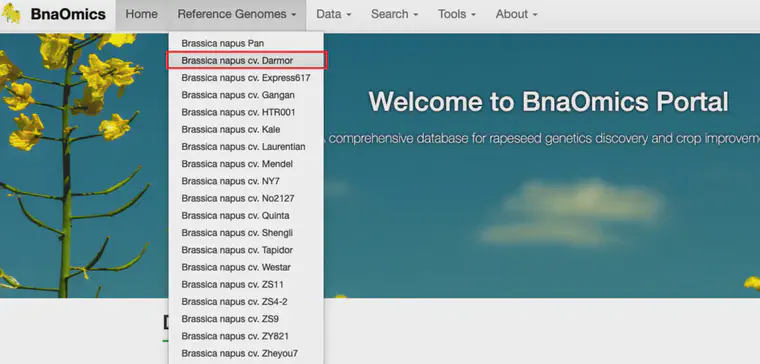 BnaOmics Home Reference Genomes Data Search Tools About
Brassica napus Pan
Brassica napus cv. Darmor
Brassica napus cv. Express617
Brassica napus cv. Gangan
Brassica napus cv. HTR001
Brassica napus cv. Kale
Brassica napus cv. Laurentian
Brassica napus cv. Mendel
Brassica napus cv. NY7
Brassica napus cv. No2127
Brassica napus cv. Quinta
Brassica napus cv. Shengli
Brassica napus cv. Tapidor
Brassica napus cv. Westar
Brassica napus cv. ZS11
Brassica napus cv. ZS4-2
Brassica napus cv. ZS9
Brassica napus cv. ZY821
Brassica napus cv. Zheyou7
Welcome to BnaOmics Portal
comprehensive database for rapeseed genetics discovery and crop improveme